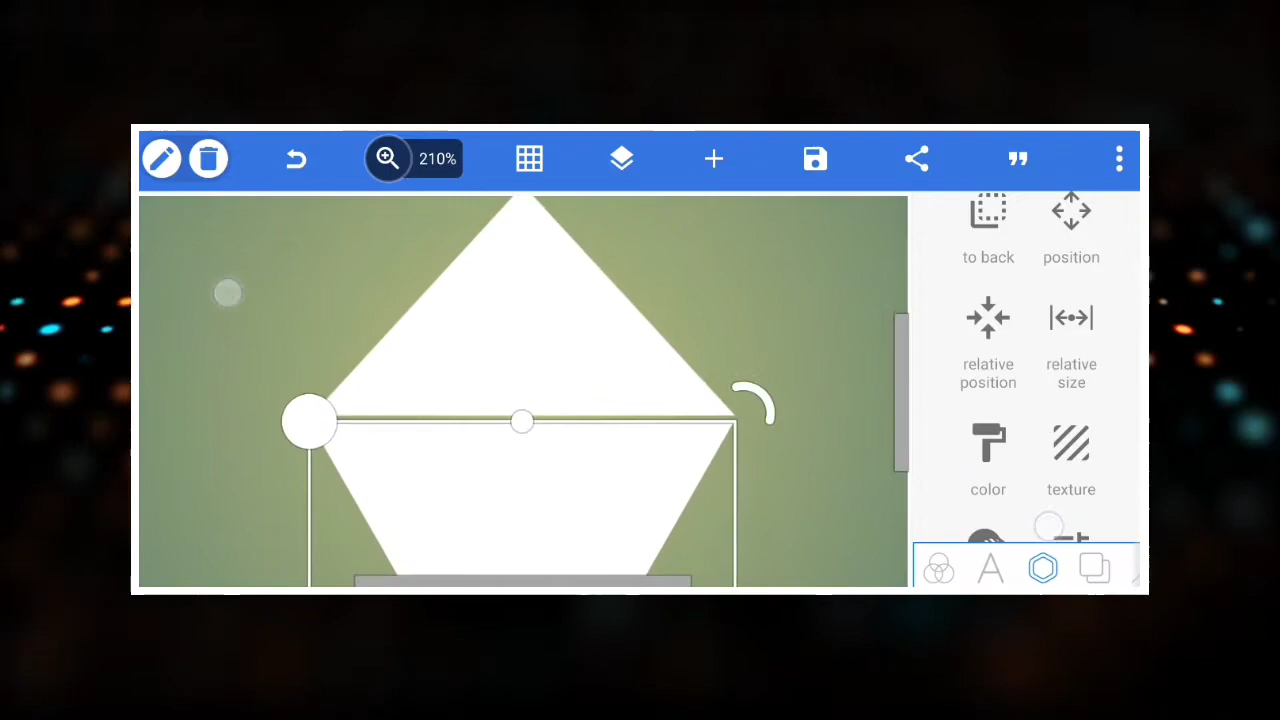 210%
to back position
relative position
relative size
color texture